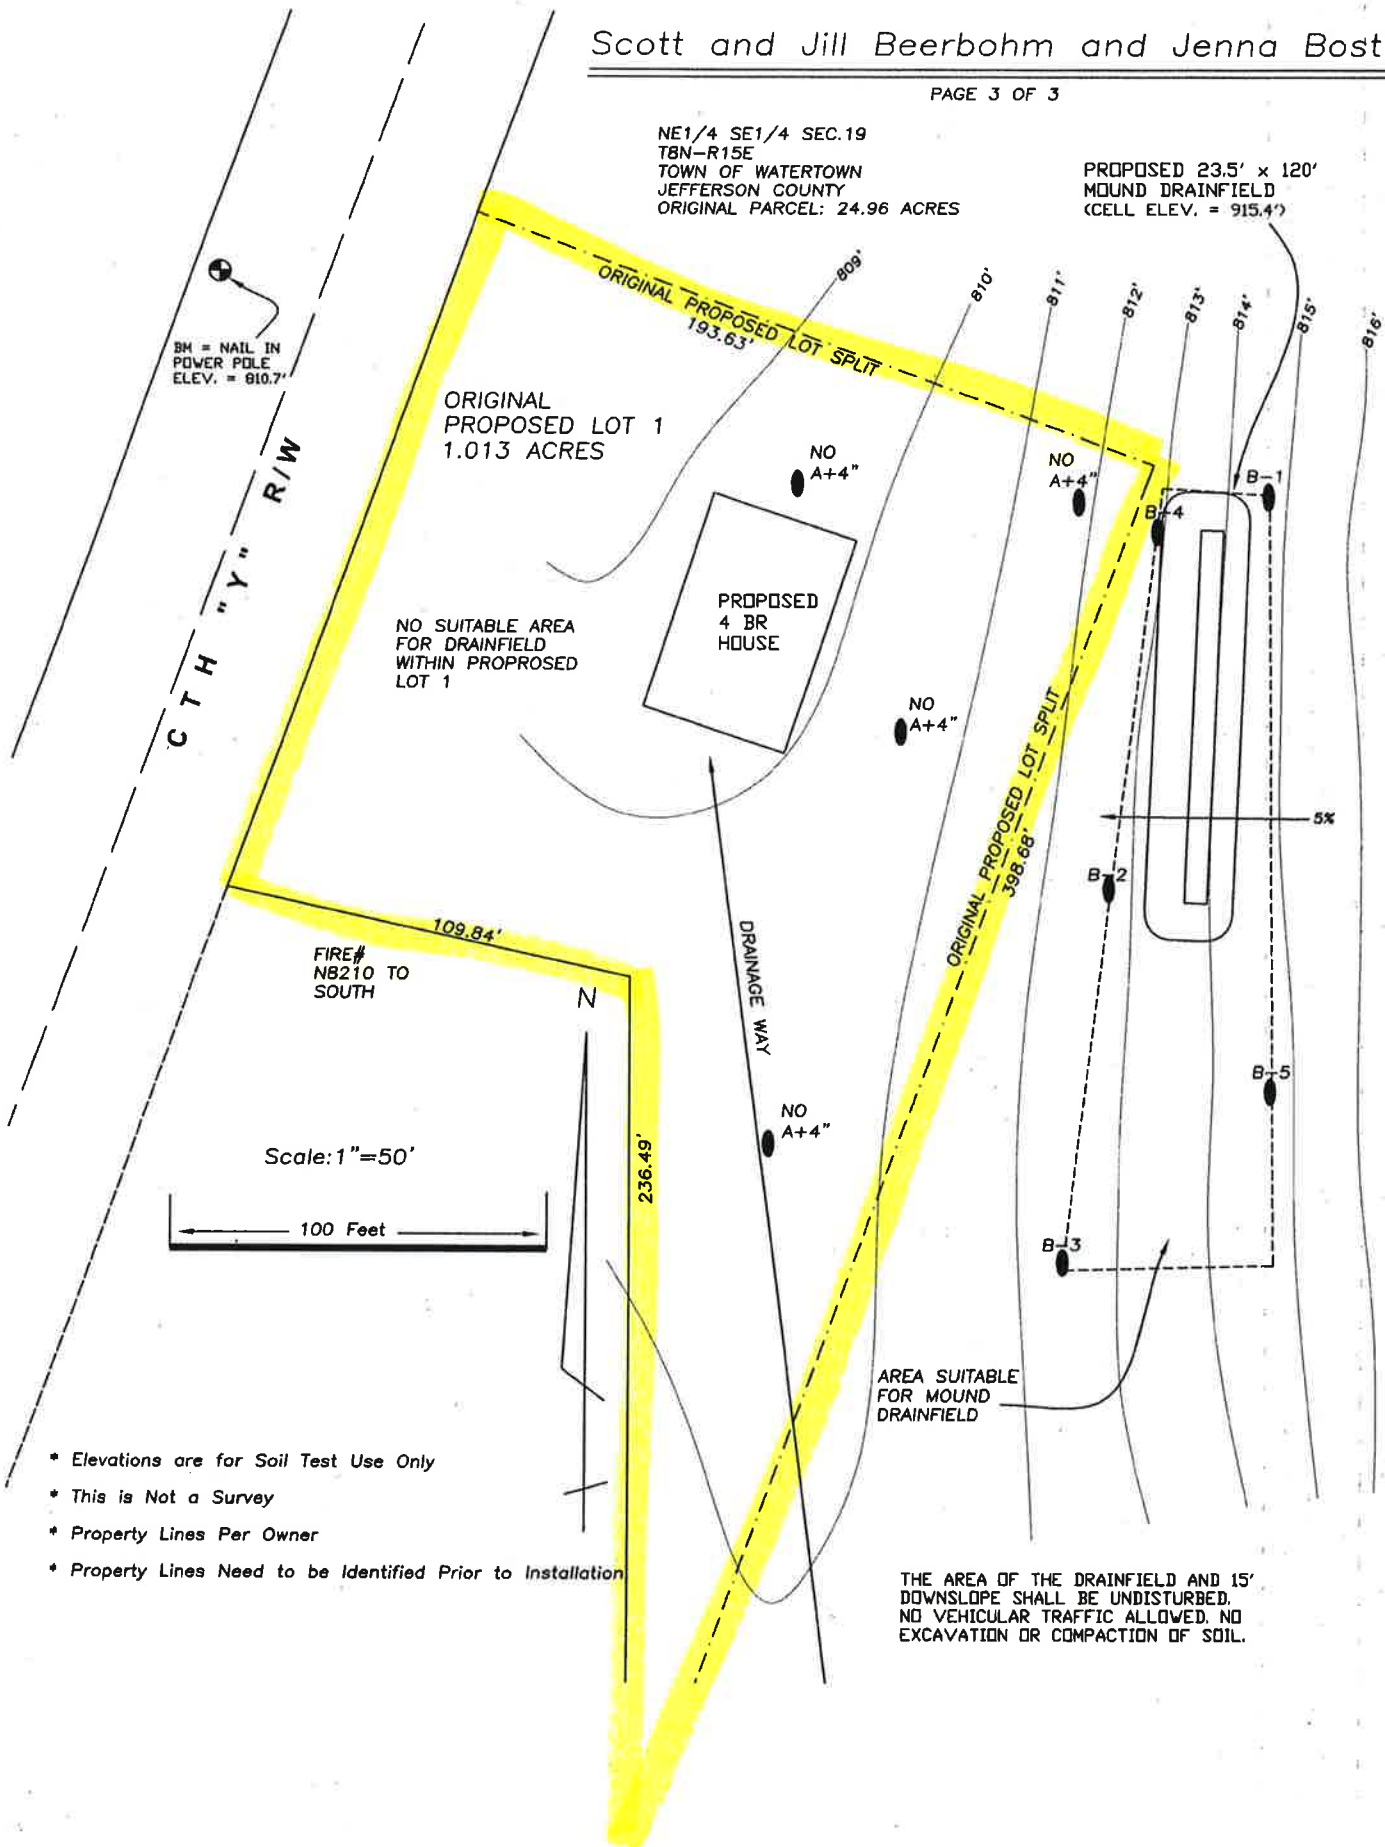 Scott and Jill Beerbohm and Jenna Bost
PAGE 3 OF 3
NE1/4 SE1/4 SEC.19
T8N-R15E
TOWN OF WATERTOWN
JEFFERSON COUNTY
ORIGINAL PARCEL: 24.96 ACRES
PROPOSED 23.5' x 120'
MOUND DRAINFIELD
(CELL ELEV. = 915.4')
809'
810'
811'
812'
813'
814'
815'
816'
ORIGINAL PROPOSED LOT SPLIT
193.63'
BM = NAIL IN
POWER POLE
ELEV. = 810.7'
ORIGINAL
PROPOSED LOT 1
1.013 ACRES
CTH "Y" R/W
NO
A+4"
NO
A+4"
B-1
B-4
PROPOSED
4 BR
HOUSE
NO SUITABLE AREA
FOR DRAINFIELD
WITHIN PROPROSED
LOT 1
NO
A+4"
ORIGINAL PROPOSED LOT SPLIT
398.68'
5%
B-2
109.84'
FIRE#
N8210 TO
SOUTH
N
DRAINAGE WAY
B-5
NO
A+4"
236.49'
Scale: 1"=50'
100 Feet
B-3
AREA SUITABLE
FOR MOUND
DRAINFIELD
* Elevations are for Soil Test Use Only
* This is Not a Survey
* Property Lines Per Owner
* Property Lines Need to be Identified Prior to Installation
THE AREA OF THE DRAINFIELD AND 15'
DOWNSLOPE SHALL BE UNDISTURBED.
NO VEHICULAR TRAFFIC ALLOWED. NO
EXCAVATION OR COMPACTION OF SOIL.